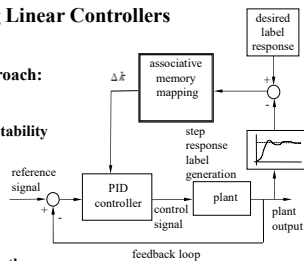 Linear Controllers
roach:
tability
desired
label
response
associative
memory
mapping
Δk
+
-
step
response
label
generation
reference
signal
+
-
PID
controller
control
signal
plant
plant
output
feedback loop